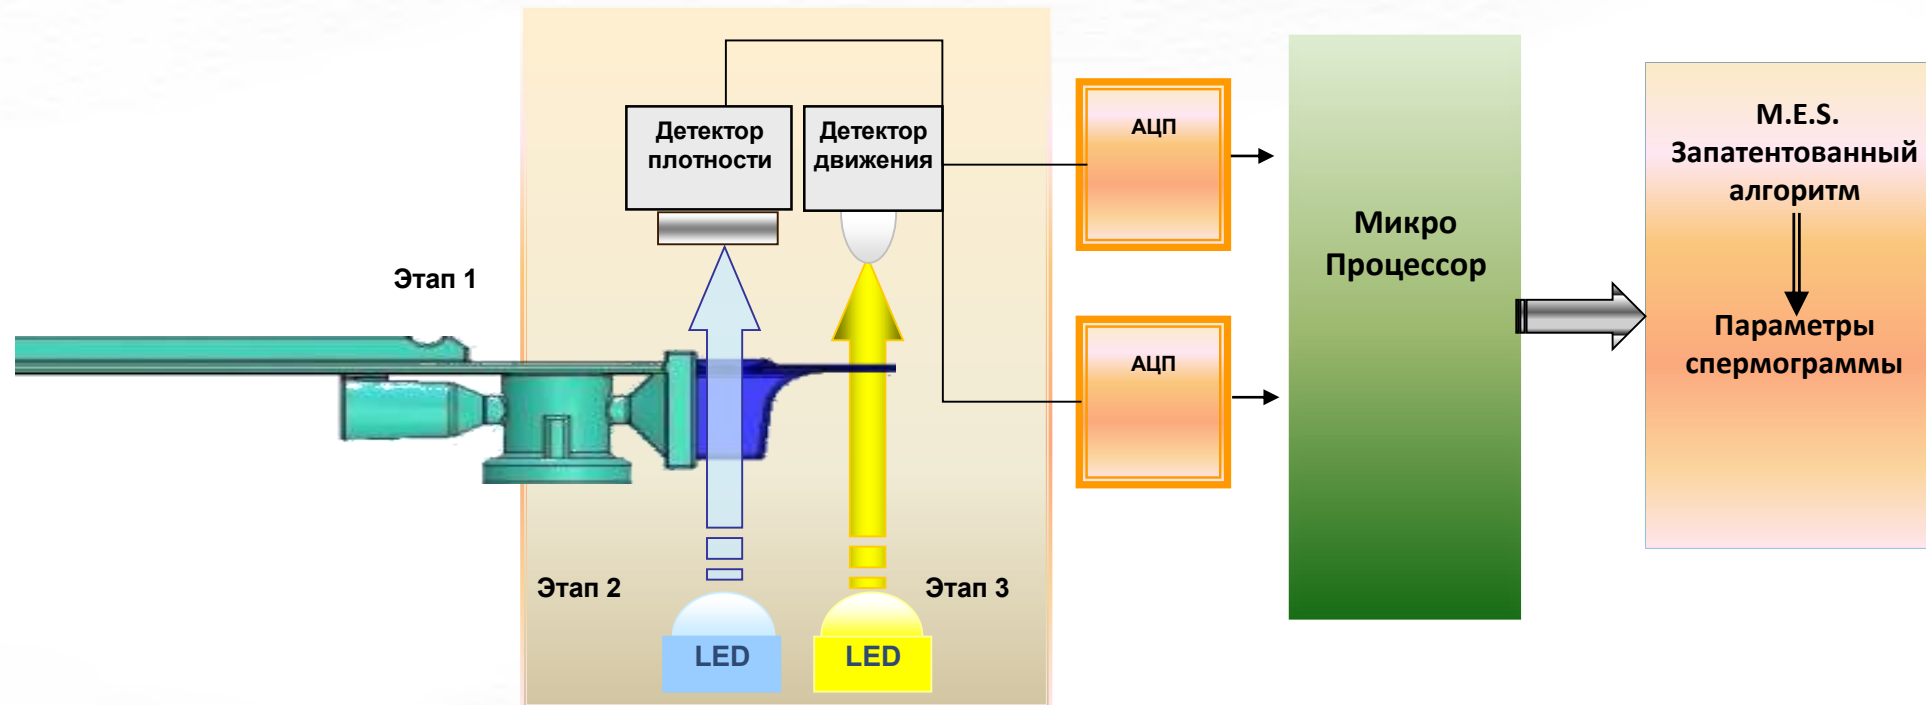 Детектор
плотности
Детектор
движения
АЦП
M.E.S.
Запатентованный
алгоритм
Микро
Процессор
Этап 1
Параметры
спермограммы
АЦП
Этап 2
Этап 3
LED
LED